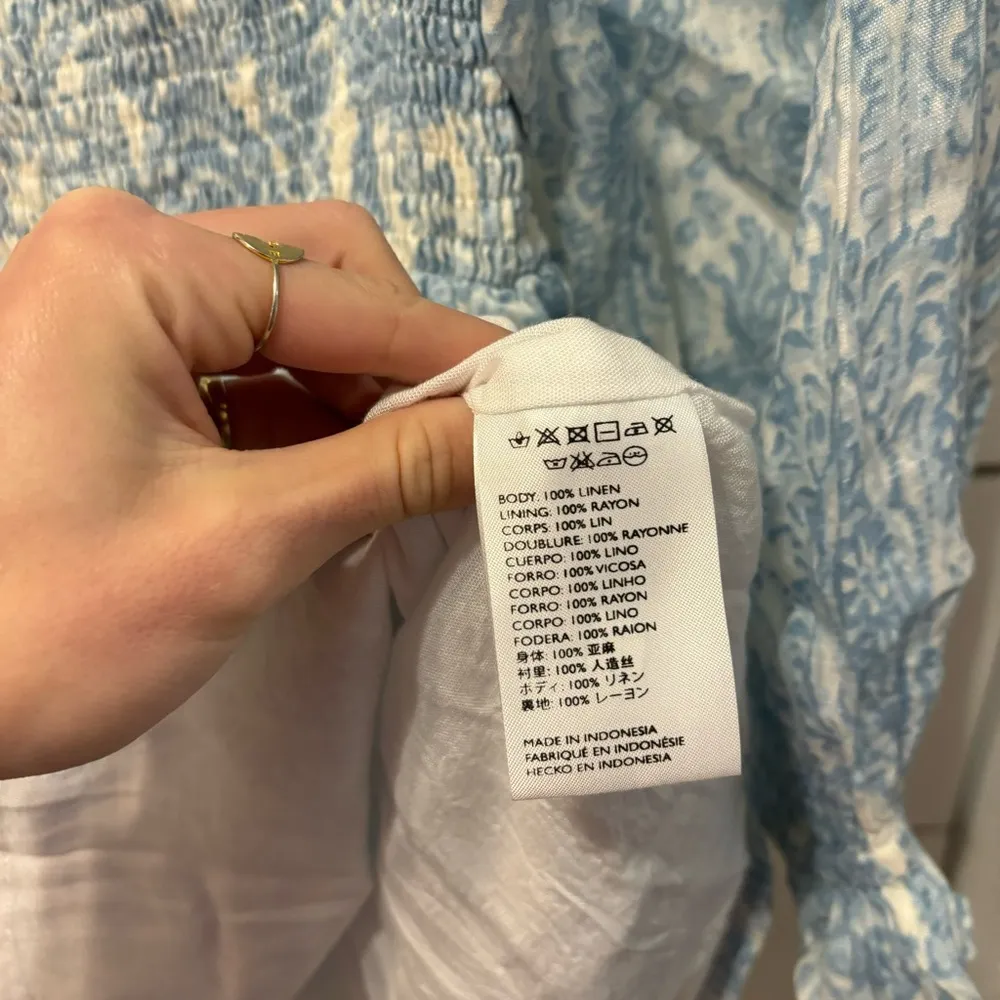 BODY: 100% LINEN
LINING: 100% RAYON
CORPS: 100% LIN
DOUBLURE: 100% RAYONNE
CUERPO: 100% LINO
FORRO: 100% VICOSA
CORPO: 100% LINHO
FORRO: 100% RAYON
CORPO: 100% LINO
FODERA: 100% RAION
身体: 100% 亚麻
衬里: 100% 人造丝
ボディ: 100% リネン
裏地: 100% レーヨン
MADE IN INDONESIA
FABRIQUÉ EN INDONÉSIE
HECKO EN INDONESIA